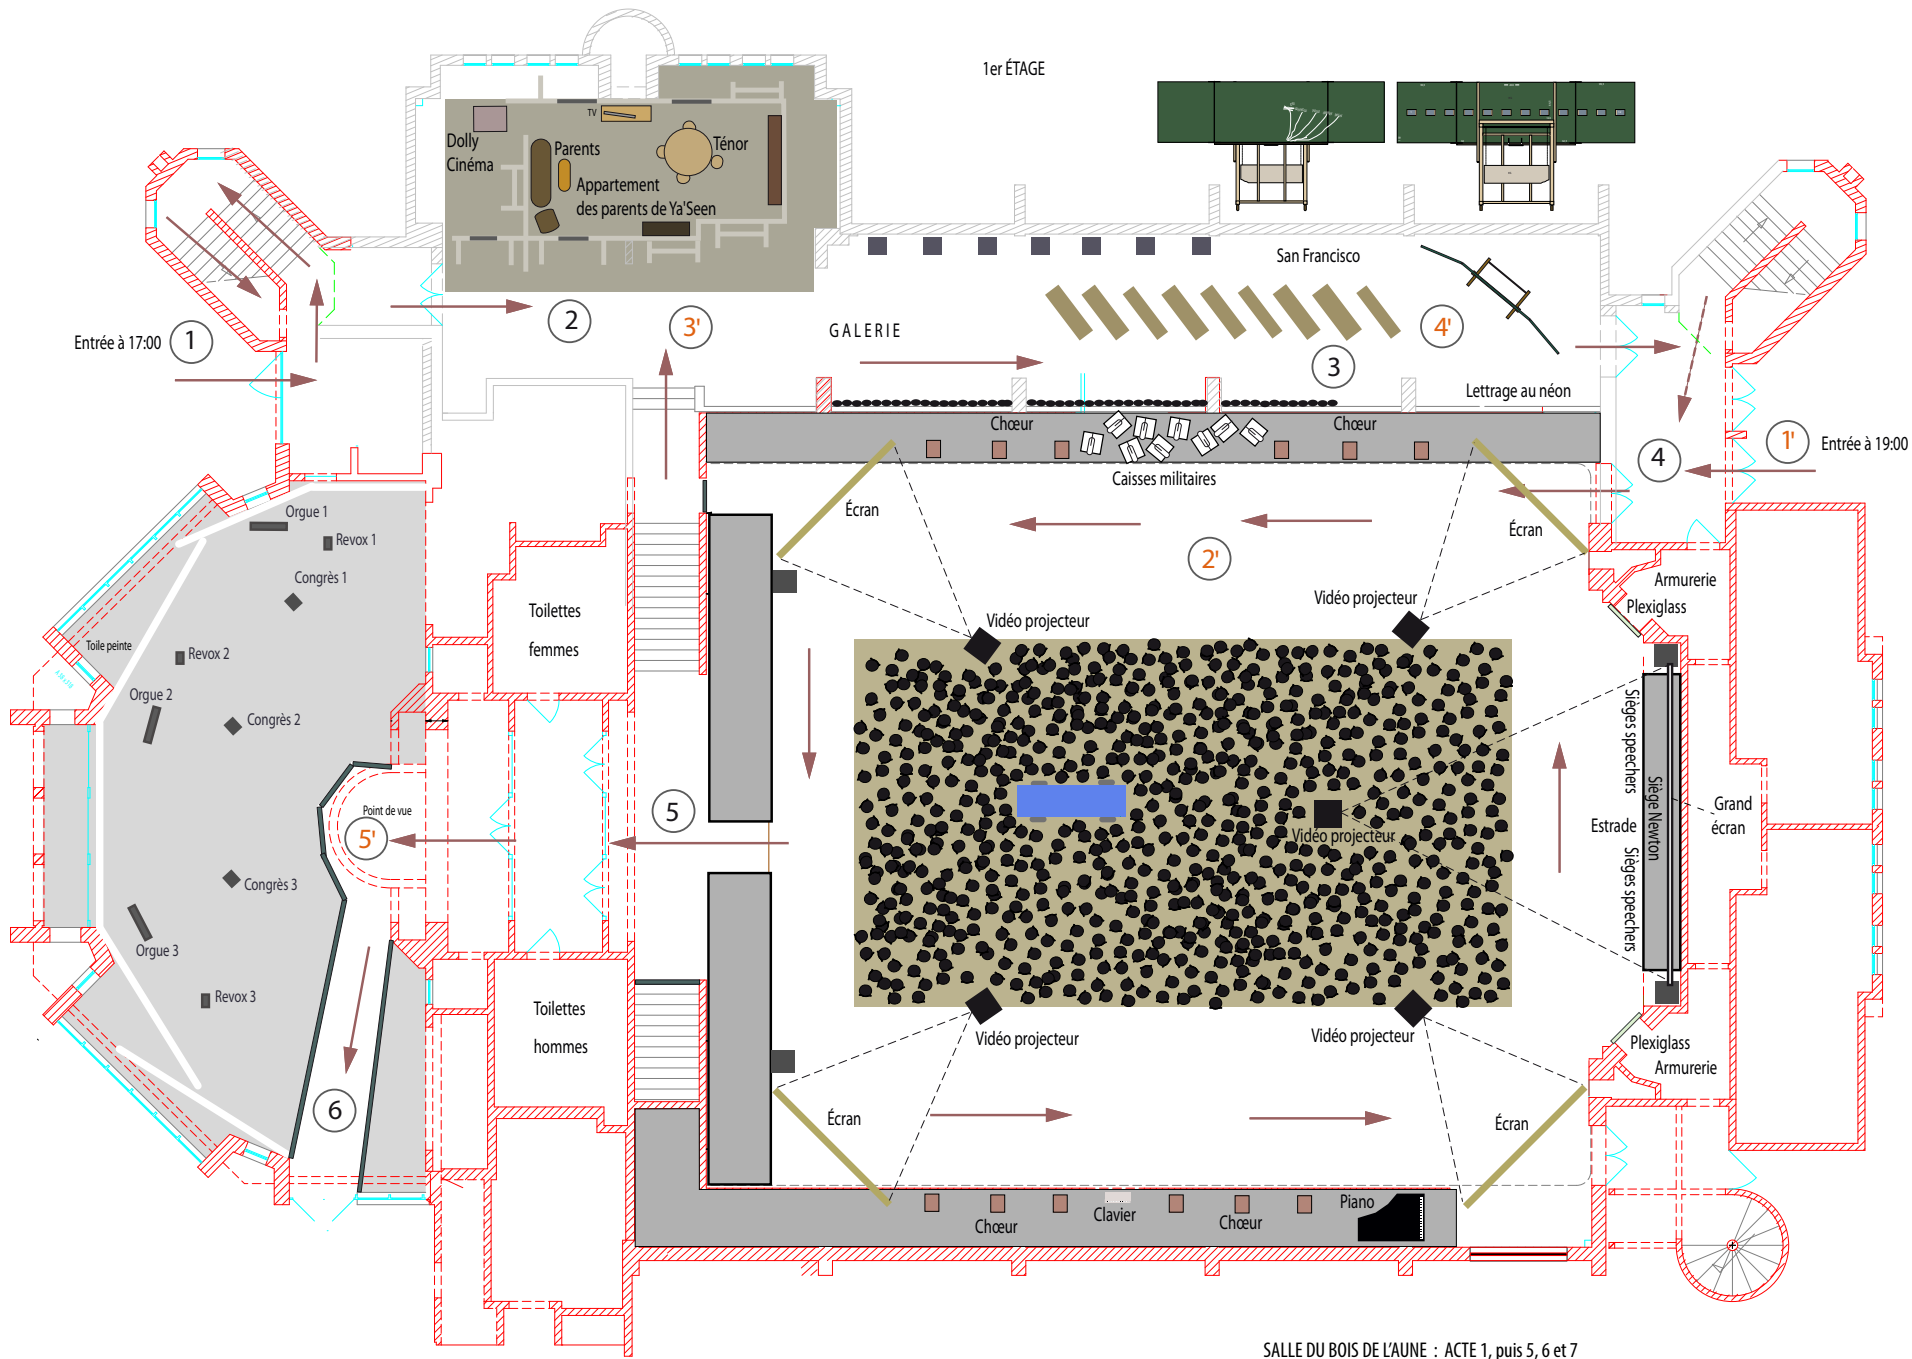 1er ÉTAGE
TV
Dolly
Cinéma
Parents
Ténor
Appartement
des parents de Ya'Seen
San Francisco
GALERIE
Entrée à 17:00
1
2
3'
4'
3
Lettrage au néon
Chœur
Chœur
1'
Entrée à 19:00
4
Caisses militaires
Écran
Écran
2'
Orgue 1
Revox 1
Congrès 1
Toile peinte
Revox 2
Orgue 2
Congrès 2
Toilettes
femmes
Armurerie
Plexiglass
Vidéo projecteur
Vidéo projecteur
Point de vue
5'
5
Vidéo projecteur
Sièges speechers
Siège Newton
Estrade
Sièges speechers
Grand
écran
Congrès 3
Orgue 3
Revox 3
Toilettes
hommes
Vidéo projecteur
Vidéo projecteur
Plexiglass
Armurerie
6
Écran
Écran
Chœur
Clavier
Chœur
Piano
SALLE DU BOIS DE L'AUNE : ACTE 1, puis 5, 6 et 7